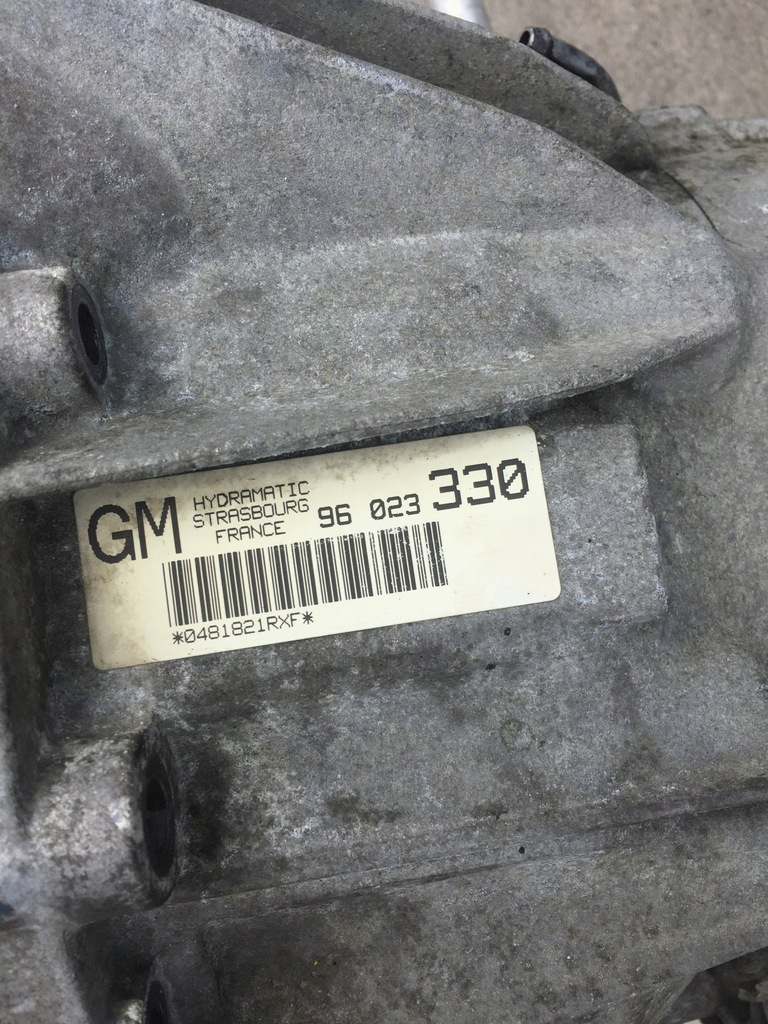 GM HYDRAMATIC
STRASBOURG
FRANCE 96 023 330
*0481821RXF*